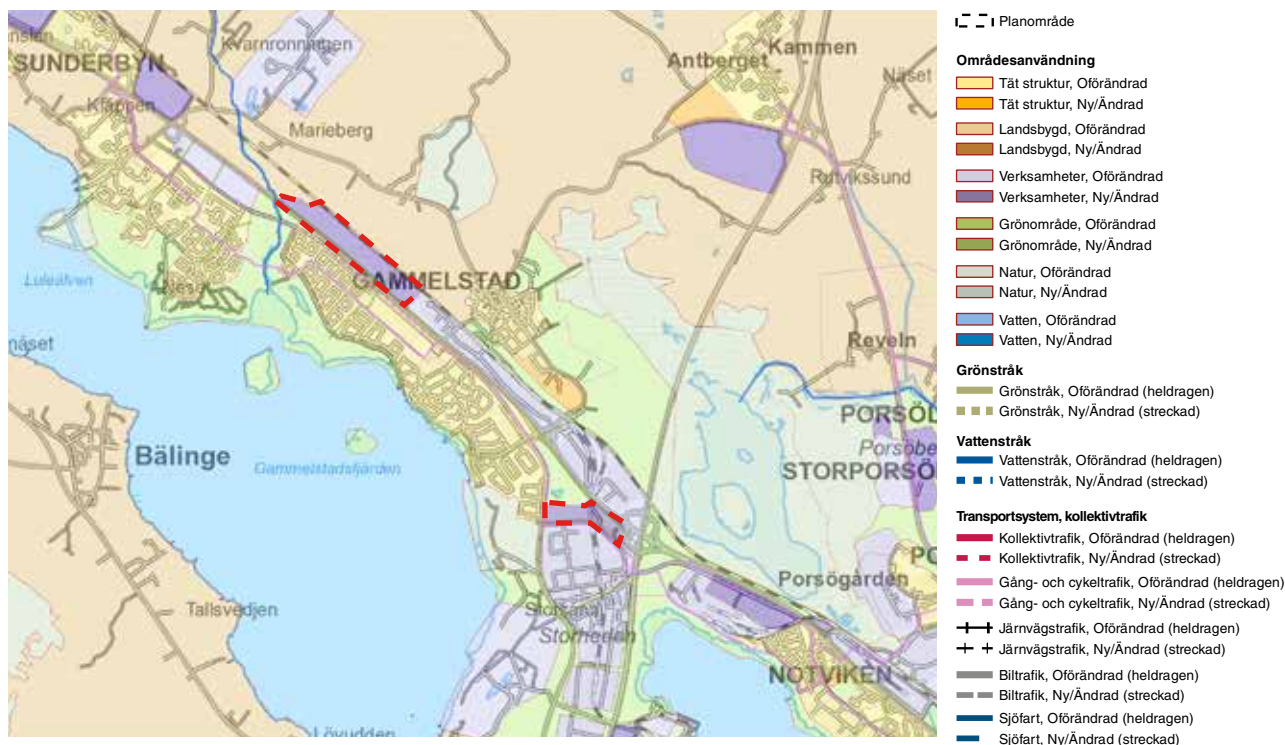 Kvarnronningen
SUNDERBYN
Kläppen
Marieberg
Antberget
Kammen
Näset
Rutvikssund
Luleälven
GAMMELSTAD
Reveln
näset
Bälinge
Gammelstadsfjärden
PORSÖ
STORPORSÖ
Porsögården
Tallsvedjen
Storheden
NOTVIKEN
Lövudden
Planområde
Områdesanvändning
Tät struktur, Oförändrad
Tät struktur, Ny/Ändrad
Landsbygd, Oförändrad
Landsbygd, Ny/Ändrad
Verksamheter, Oförändrad
Verksamheter, Ny/Ändrad
Grönområde, Oförändrad
Grönområde, Ny/Ändrad
Natur, Oförändrad
Natur, Ny/Ändrad
Vatten, Oförändrad
Vatten, Ny/Ändrad
Grönstråk
Grönstråk, Oförändrad (heldragen)
Grönstråk, Ny/Ändrad (streckad)
Vattenstråk
Vattenstråk, Oförändrad (heldragen)
Vattenstråk, Ny/Ändrad (streckad)
Transportsystem, kollektivtrafik
Kollektivtrafik, Oförändrad (heldragen)
Kollektivtrafik, Ny/Ändrad (streckad)
Gång- och cykeltrafik, Oförändrad (heldragen)
Gång- och cykeltrafik, Ny/Ändrad (streckad)
Järnvägstrafik, Oförändrad (heldragen)
Järnvägstrafik, Ny/Ändrad (streckad)
Biltrafik, Oförändrad (heldragen)
Biltrafik, Ny/Ändrad (streckad)
Sjöfart, Oförändrad (heldragen)
Sjöfart, Ny/Ändrad (streckad)